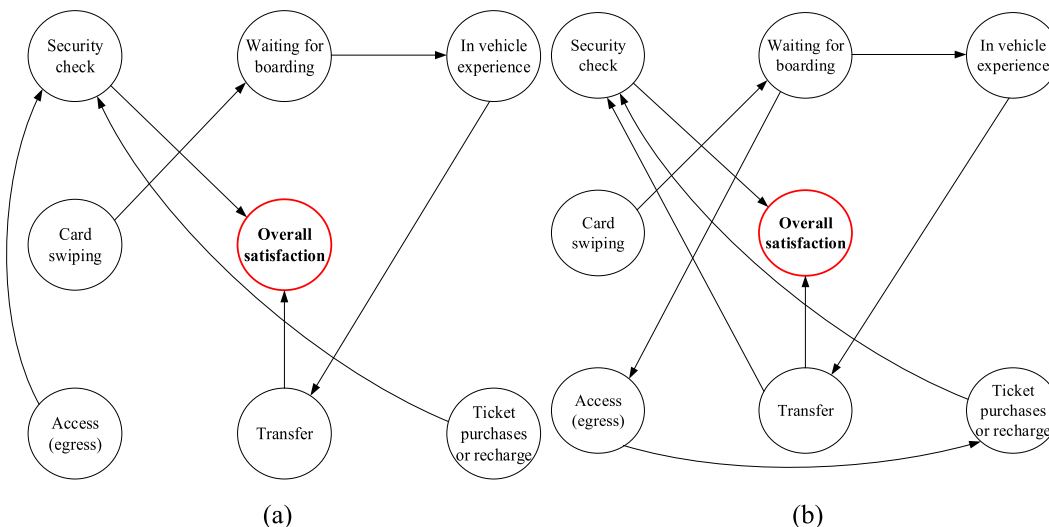 Security
check
Waiting for
boarding
In vehicle
experience
Card
swiping
Overall
satisfaction
Access
(egress)
Transfer
Ticket
purchases
or recharge
(a)
Security
check
Waiting for
boarding
In vehicle
experience
Card
swiping
Overall
satisfaction
Access
(egress)
Transfer
Ticket
purchases
or recharge
(b)